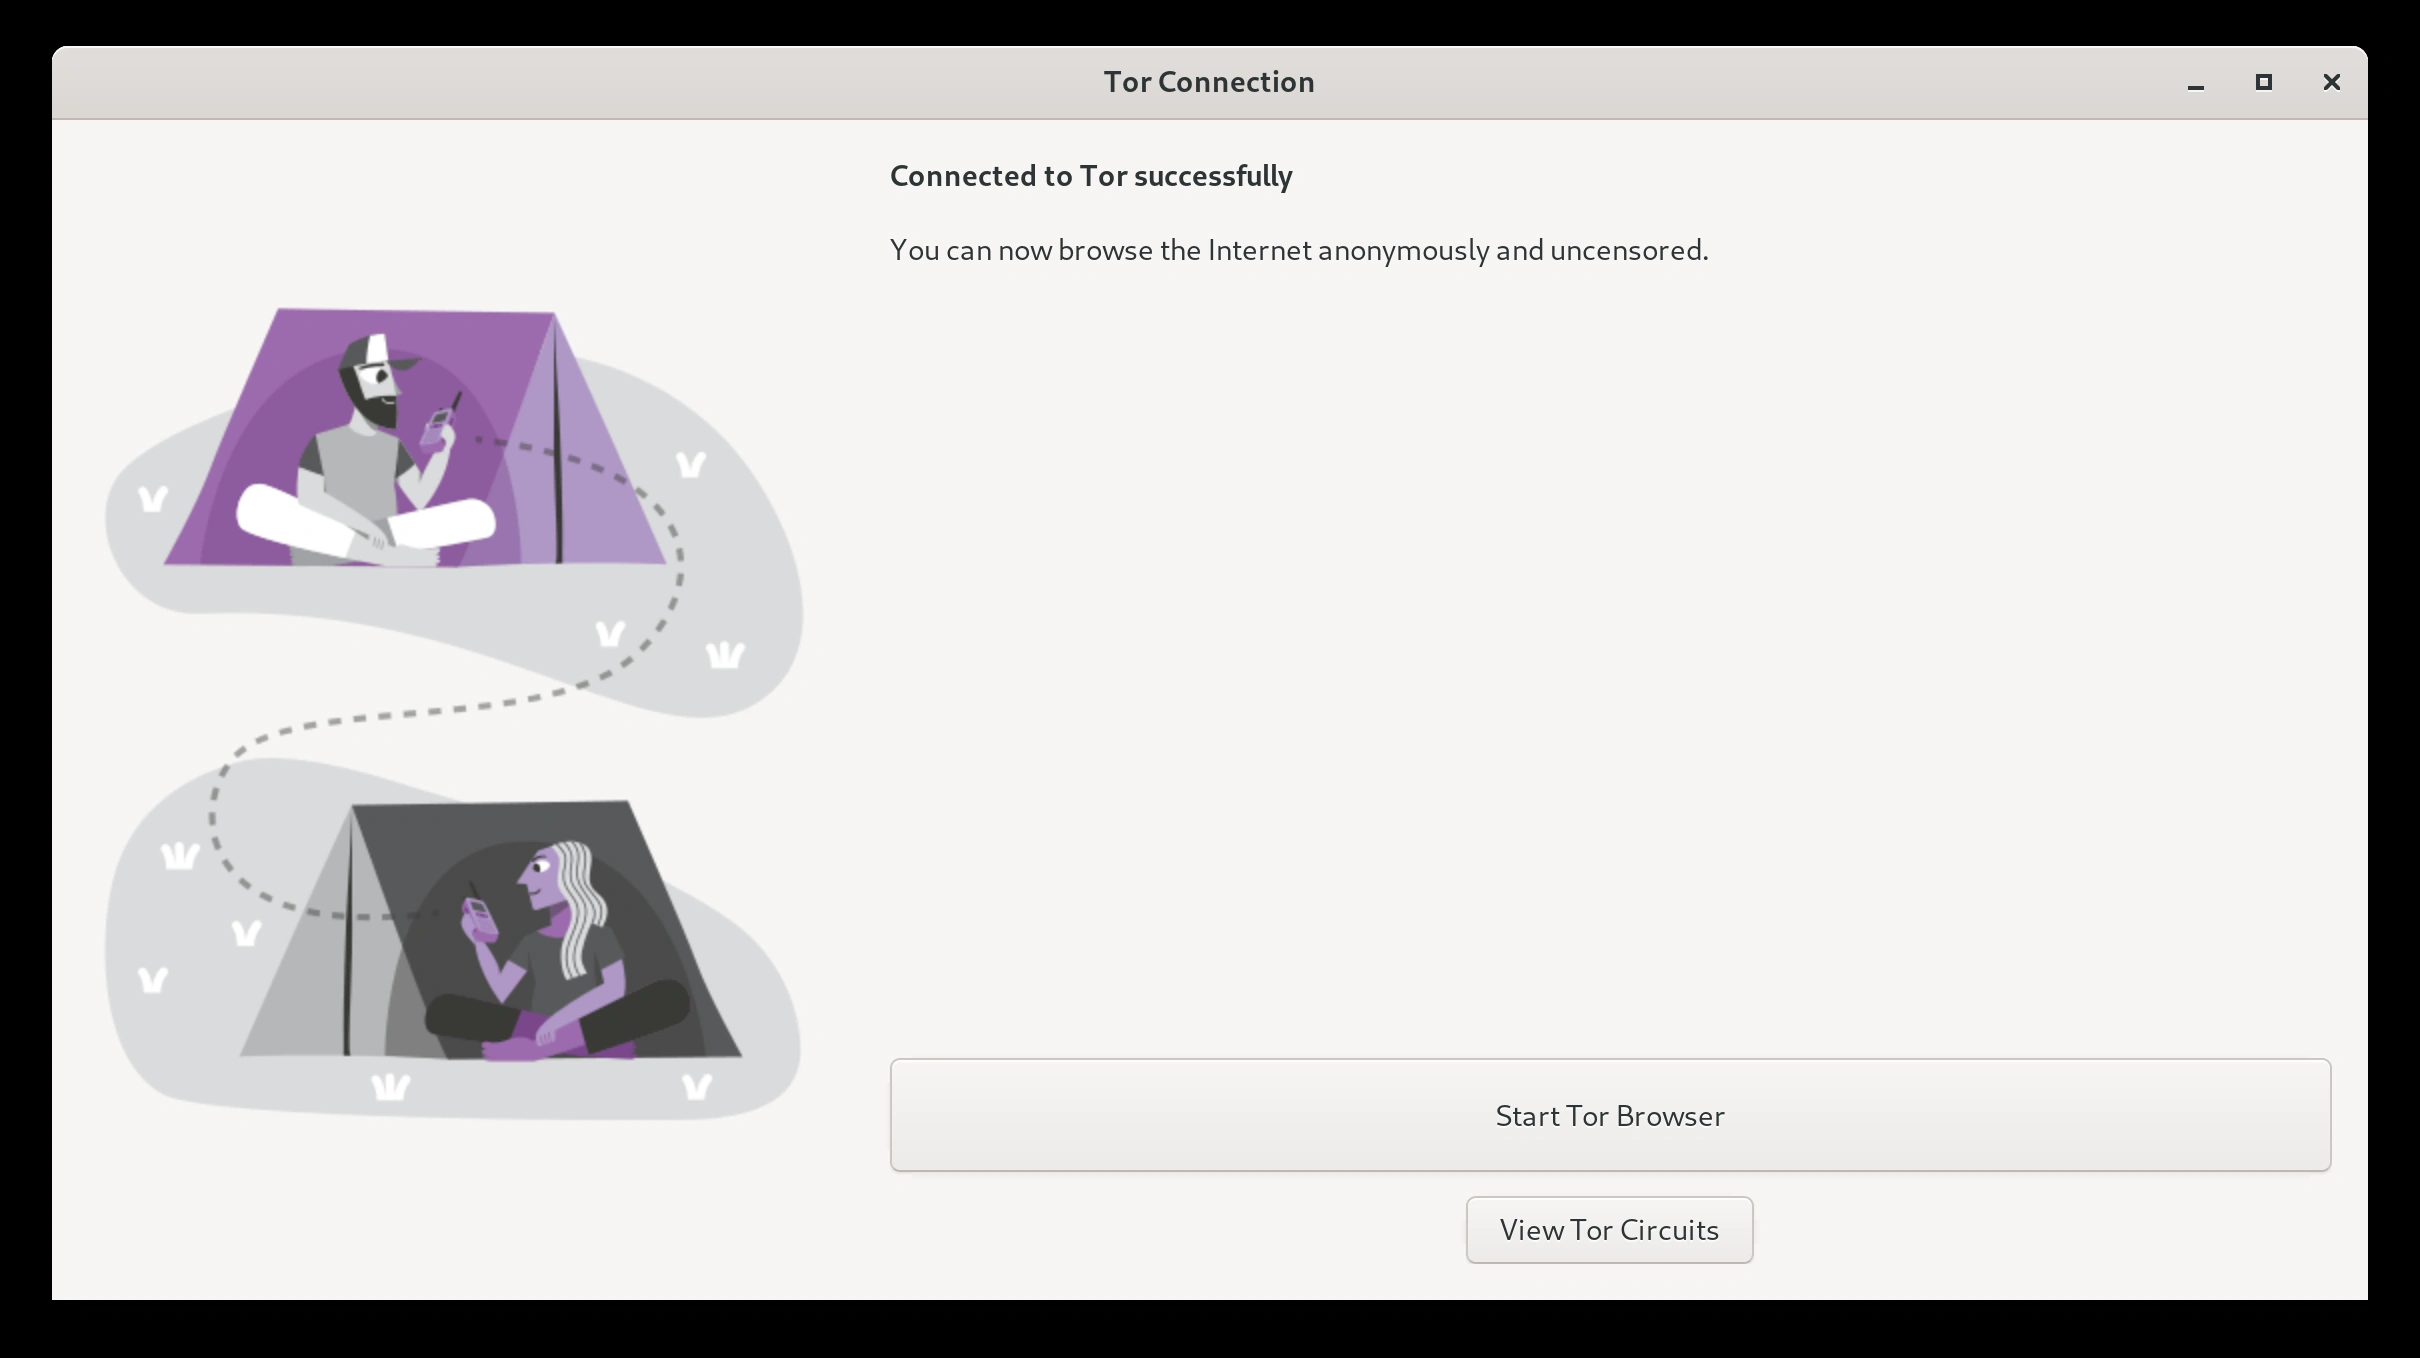 Tor Connection
Connected to Tor successfully
You can now browse the Internet anonymously and uncensored.
Start Tor Browser
View Tor Circuits